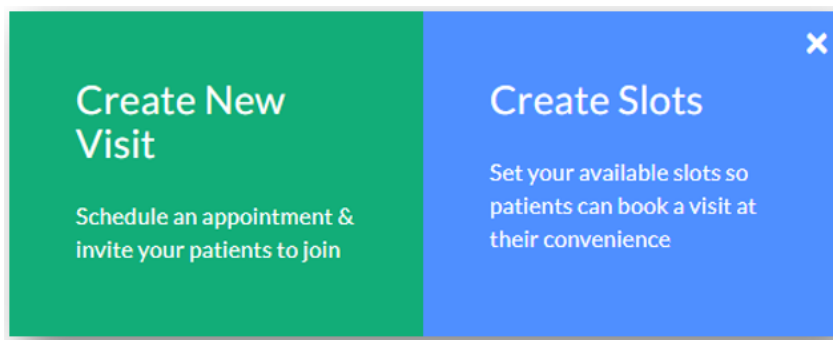 Create New
Visit
Schedule an appointment &
invite your patients to join
Create Slots
Set your available slots so
patients can book a visit at
their convenience